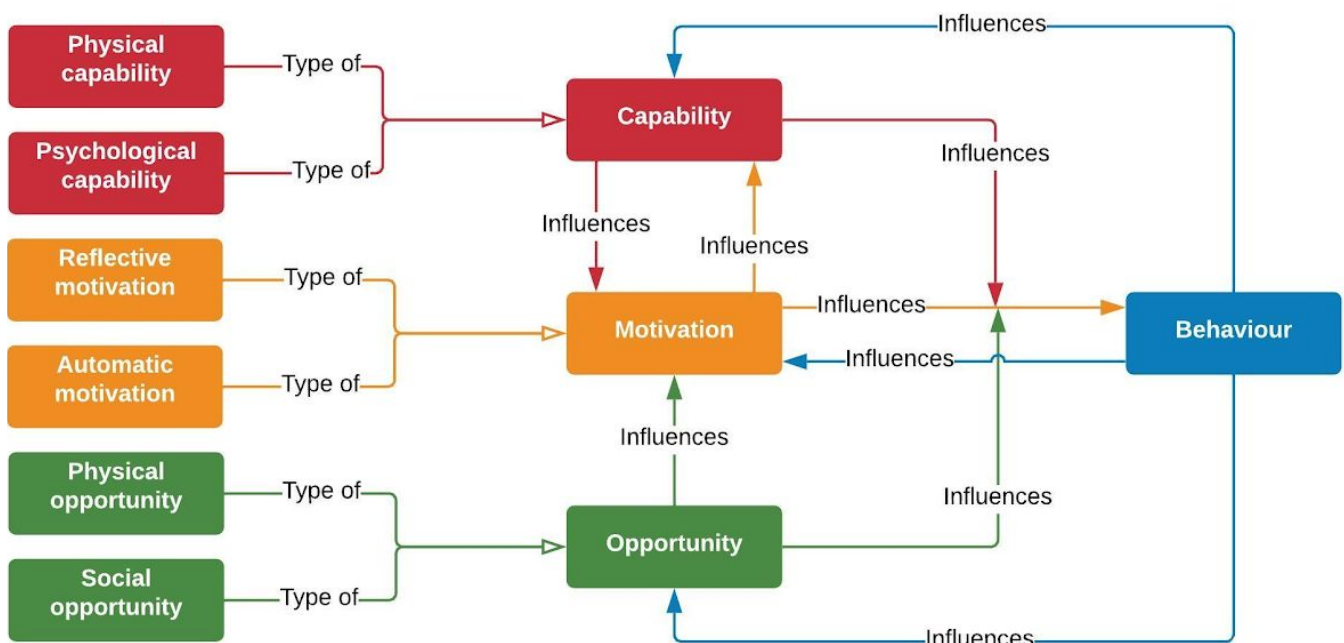 Influences
Physical
capability
Type of
Capability
Influences
Psychological
capability
Type of
Influences
Influences
Reflective
motivation
Type of
Influences
Motivation
Behaviour
Influences
Automatic
motivation
Type of
Influences
Physical
opportunity
Type of
Influences
Opportunity
Social
opportunity
Type of
Influences